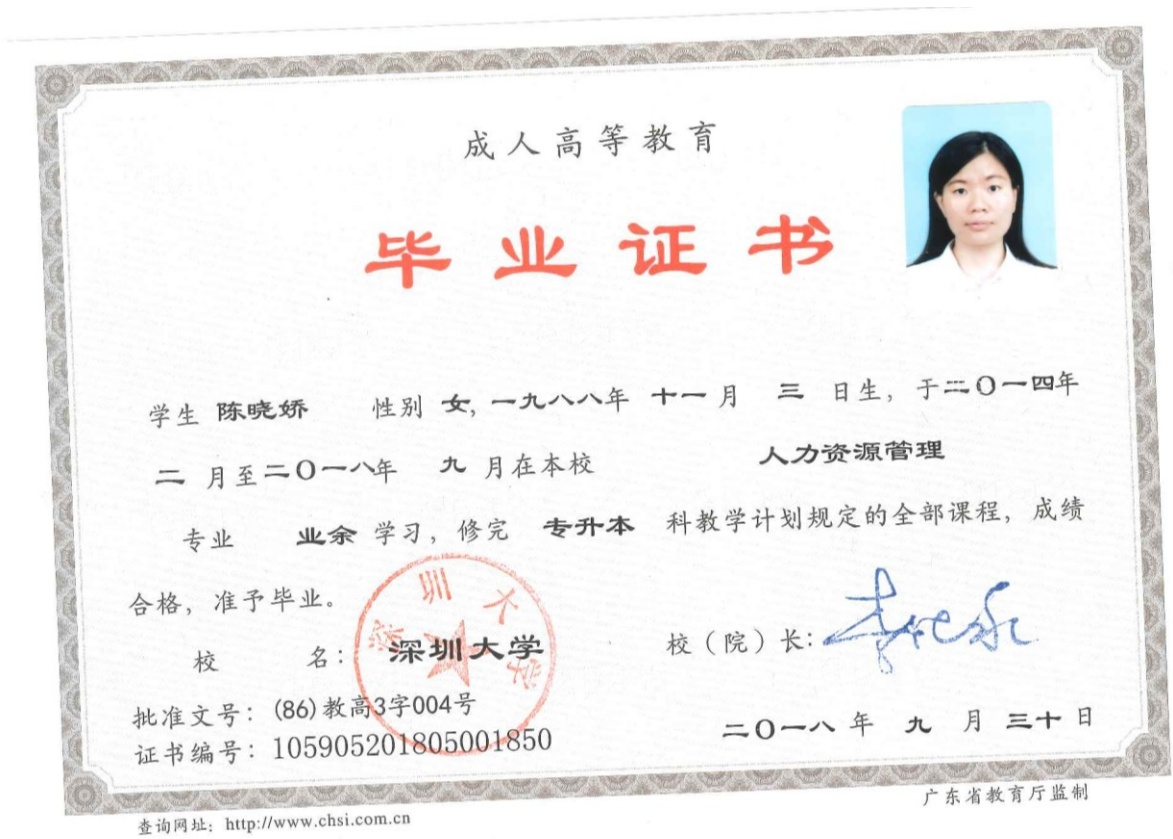 成人高等教育
毕业证书
学生 陈晓娇 性别 女, 一九八八年 十一月 三 日生, 于二〇一四年
二 月至二〇一八年 九 月在本校 人力资源管理
专业 业余 学习, 修完 专升本 科教学计划规定的全部课程, 成绩
合格, 准予毕业。
深圳大学
校 名: 深圳大学 校(院)长: 李清泉
批准文号: (86)教高3字004号
二〇一八 年 九 月 三十 日
证书编号: 105905201805001850
广东省教育厅监制
查询网址: http://www.chsi.com.cn